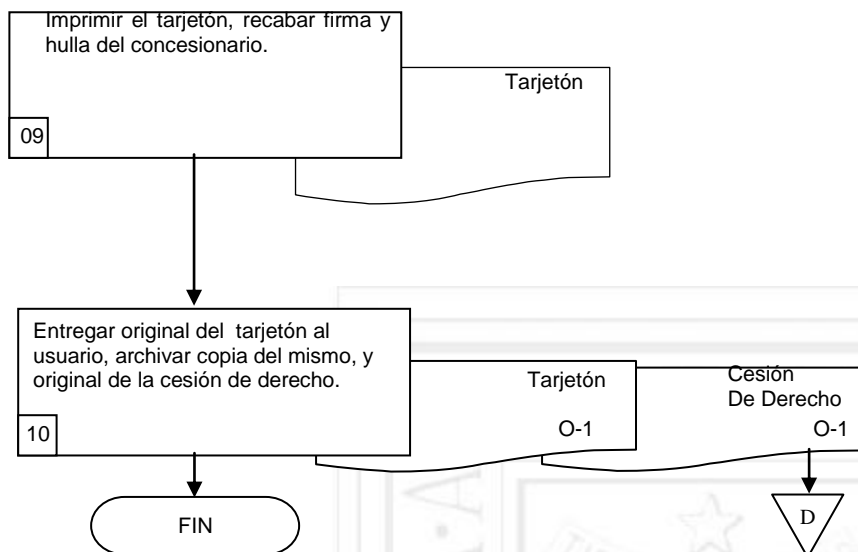 Imprimir el tarjetón, recabar firma y
hulla del concesionario.
Tarjetón
09
Entregar original del tarjetón al
usuario, archivar copia del mismo, y
original de la cesión de derecho.
10
Tarjetón
O-1
Cesión
De Derecho
O-1
FIN
D